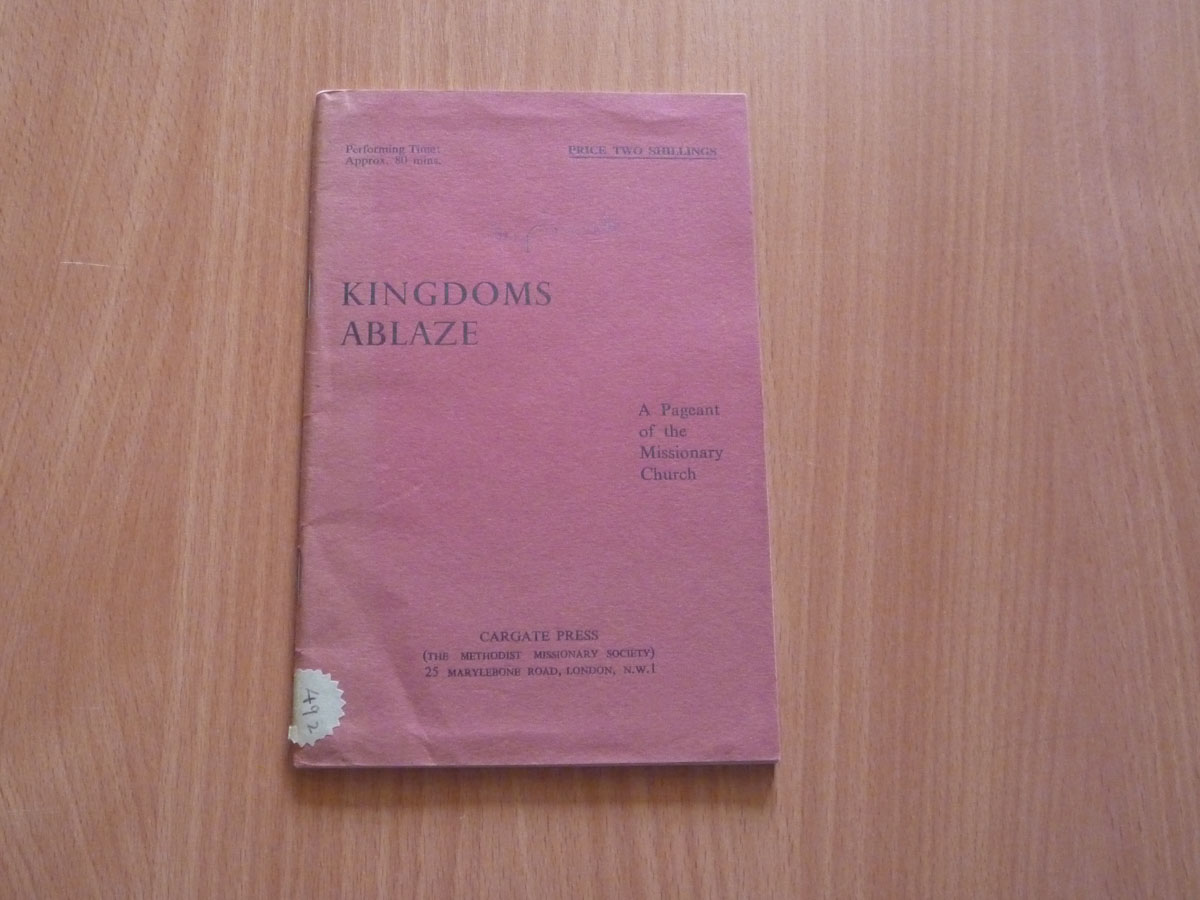 Performing Time:
Approx. 80 mins.
PRICE TWO SHILLINGS
KINGDOMS
ABLAZE
A Pageant
of the
Missionary
Church
CARGATE PRESS
(THE METHODIST MISSIONARY SOCIETY)
25 MARYLEBONE ROAD, LONDON, N.W.1
492